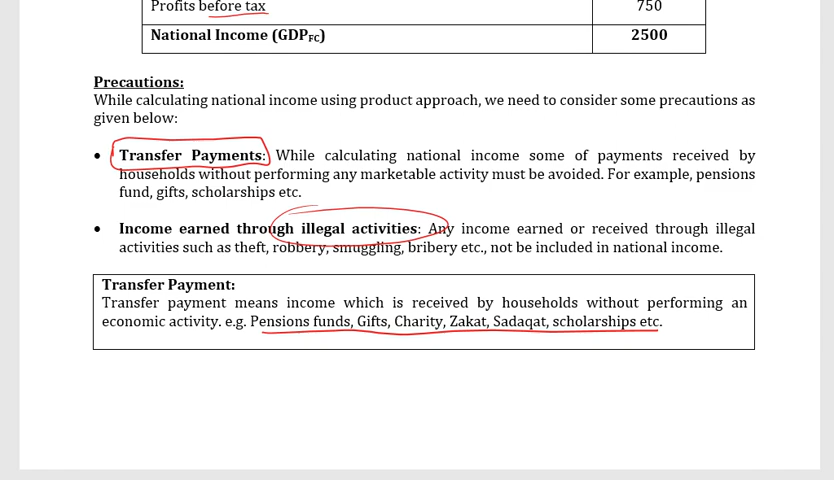 Profits before tax 750
National Income (GDPFC) 2500
Precautions:
While calculating national income using product approach, we need to consider some precautions as
given below:
• Transfer Payments: While calculating national income some of payments received by
households without performing any marketable activity must be avoided. For example, pensions
fund, gifts, scholarships etc.
• Income earned through illegal activities: Any income earned or received through illegal
activities such as theft, robbery, smuggling, bribery etc., not be included in national income.
Transfer Payment:
Transfer payment means income which is received by households without performing an
economic activity. e.g. Pensions funds, Gifts, Charity, Zakat, Sadaqat, scholarships etc.